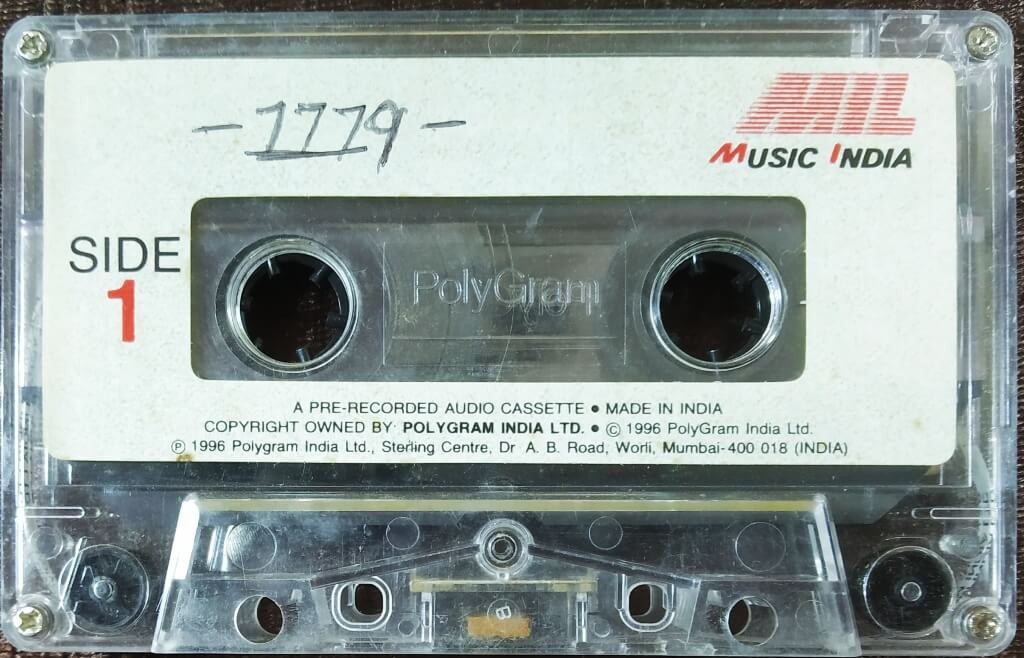 - 1779 -
MIL
MUSIC INDIA
SIDE
1
PolyGram
A PRE-RECORDED AUDIO CASSETTE • MADE IN INDIA
COPYRIGHT OWNED BY: POLYGRAM INDIA LTD. • © 1996 PolyGram India Ltd.
℗ 1996 Polygram India Ltd., Sterling Centre, Dr A. B. Road, Worli, Mumbai-400 018 (INDIA)
B